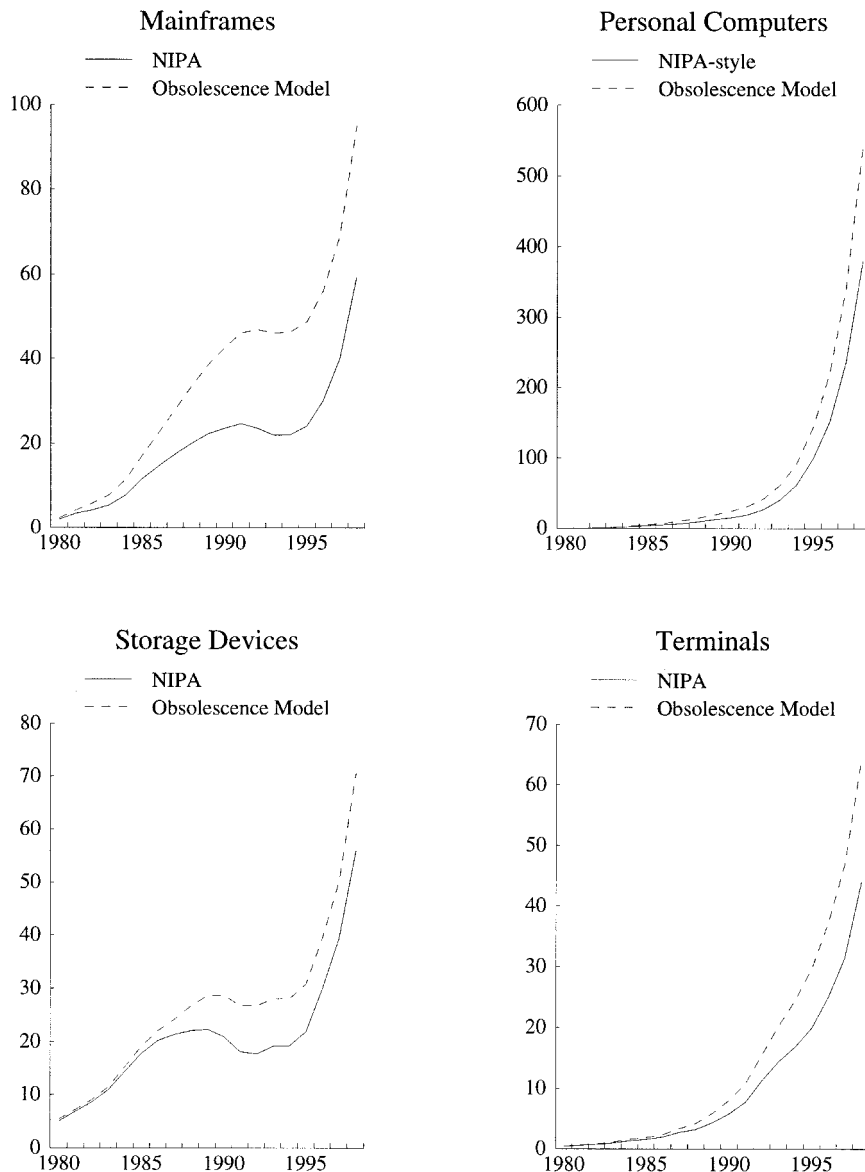 Mainframes
NIPA
Obsolescence Model
100
80
60
40
20
0
1980 1985 1990 1995
Personal Computers
NIPA-style
Obsolescence Model
600
500
400
300
200
100
0
1980 1985 1990 1995
Storage Devices
NIPA
Obsolescence Model
80
70
60
50
40
30
20
10
0
1980 1985 1990 1995
Terminals
NIPA
Obsolescence Model
70
60
50
40
30
20
10
0
1980 1985 1990 1995